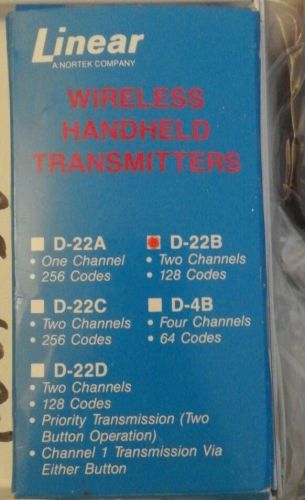 Linear
A NORTEK COMPANY
WIRELESS
HANDHELD
TRANSMITTERS
D-22A
• One Channel
• 256 Codes
D-22B
• Two Channels
• 128 Codes
D-22C
• Two Channels
• 256 Codes
D-4B
• Four Channels
• 64 Codes
D-22D
• Two Channels
• 128 Codes
• Priority Transmission (Two
Button Operation)
• Channel 1 Transmission Via
Either Button